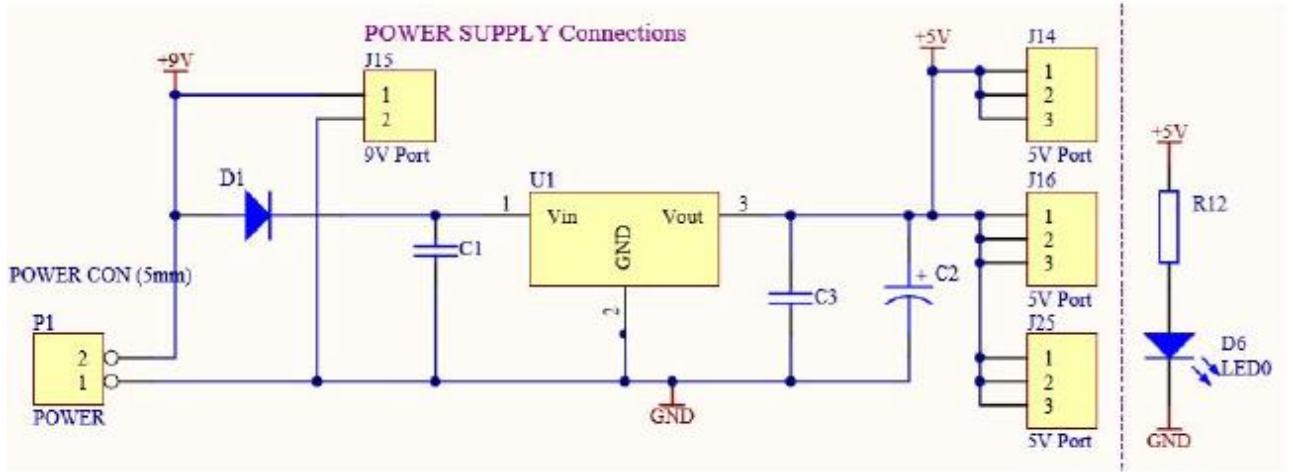 POWER SUPPLY Connections
+9V
J15
1
2
9V Port
+5V
J14
1
2
3
5V Port
D1
U1
1
Vin
Vout
3
GND
2
C1
C3
+
C2
J16
1
2
3
5V Port
J25
1
2
3
5V Port
POWER CON (5mm)
P1
2
1
POWER
GND
+5V
R12
D6
LED0
GND